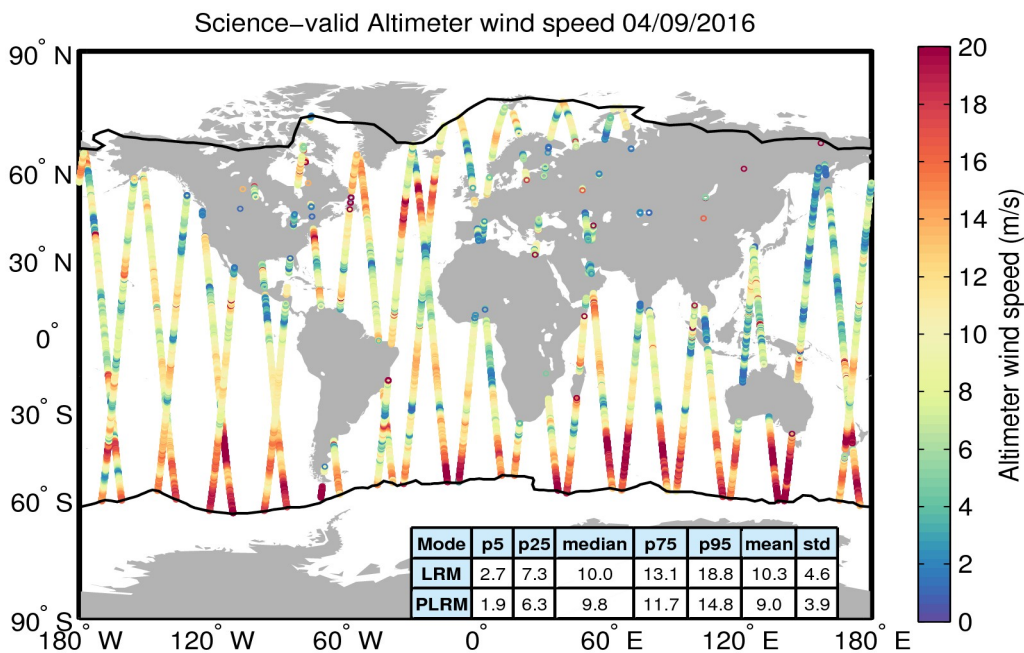 Science−valid Altimeter wind speed 04/09/2016
90° N
60° N
30° N
0°
30° S
60° S
90° S
180° W
120° W
60° W
0°
60° E
120° E
180° E
Mode p5 p25 median p75 p95 mean std
LRM 2.7 7.3 10.0 13.1 18.8 10.3 4.6
PLRM 1.9 6.3 9.8 11.7 14.8 9.0 3.9
20
18
16
14
12
10
8
6
4
2
0
Altimeter wind speed (m/s)